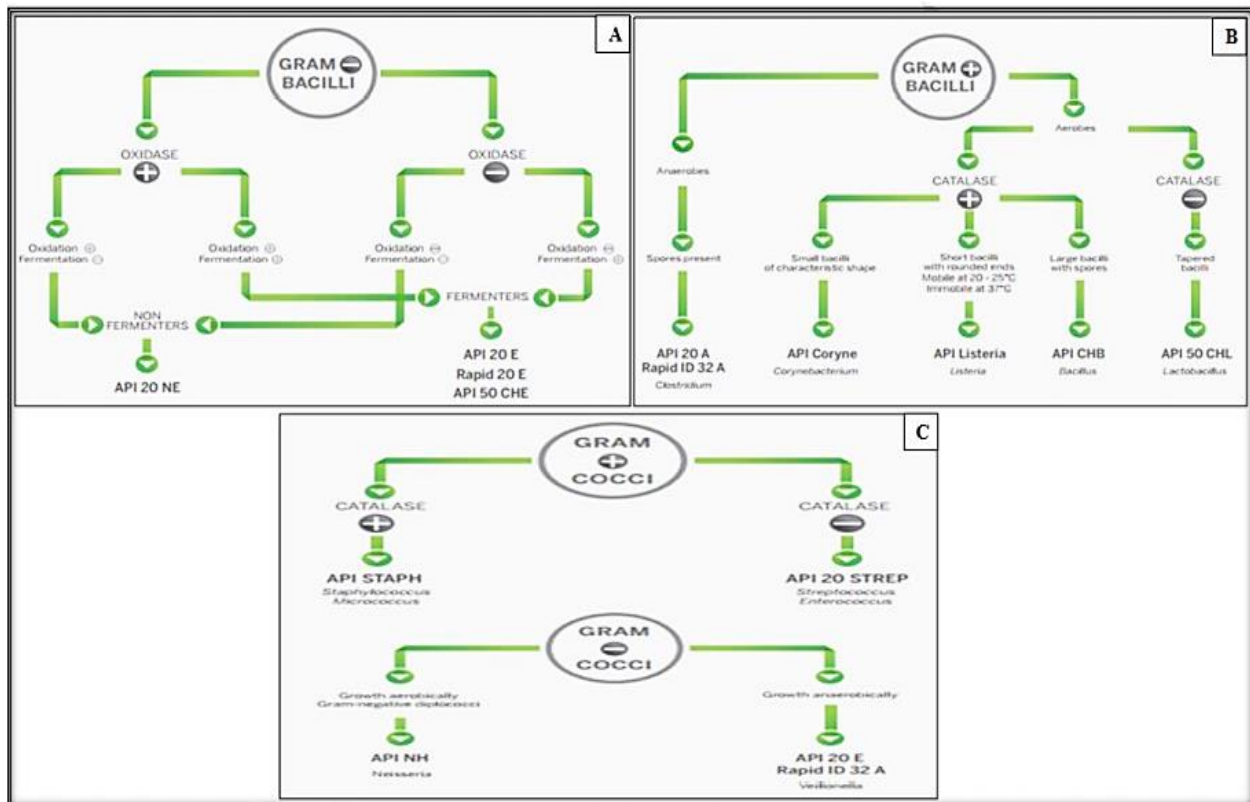 A
GRAM ⊖
BACILLI
OXIDASE
+
OXIDASE
−
Oxidation ⊕
Fermentation ⊖
Oxidation ⊕
Fermentation ⊕
Oxidation ⊖
Fermentation ⊖
Oxidation ⊖
Fermentation ⊕
FERMENTERS
NON
FERMENTERS
API 20 NE
API 20 E
Rapid 20 E
API 50 CHE
B
GRAM ⊕
BACILLI
Anaerobes
Aerobes
CATALASE
+
CATALASE
−
Spores present
Small bacilli
of characteristic shape
Short bacilli
with rounded ends
Mobile at 20 - 25°C
Immobile at 37°C
Large bacilli
with spores
Tapered
bacilli
API 20 A
Rapid ID 32 A
Clostridium
API Coryne
Corynebacterium
API Listeria
Listeria
API CHB
Bacillus
API 50 CHL
Lactobacillus
C
GRAM
+
COCCI
CATALASE
+
CATALASE
−
API STAPH
Staphylococcus
Micrococcus
API 20 STREP
Streptococcus
Enterococcus
GRAM
−
COCCI
Growth aerobically
Gram-negative diplococci
Growth anaerobically
API NH
Neisseria
API 20 E
Rapid ID 32 A
Veillonella